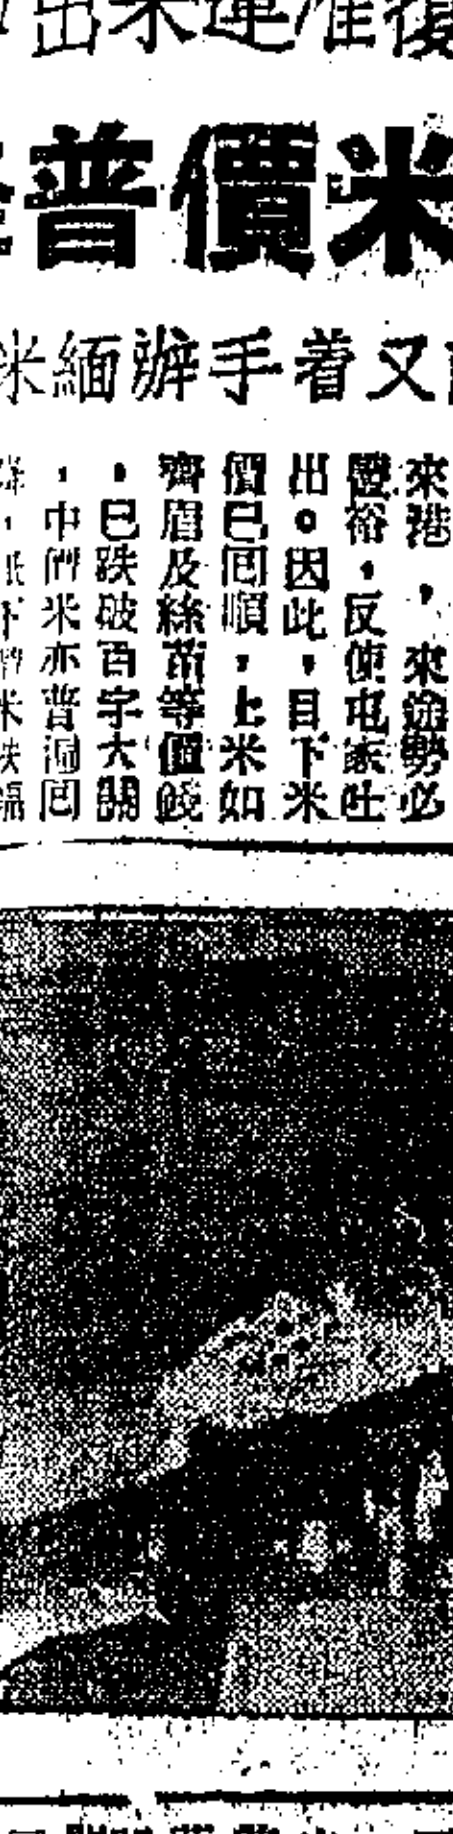 復准運米出
米價普
又着手辦緬米
來港，來途勢必
豐裕，反使屯家吐
出。因此，目下米
價已回順，上米如
齊眉及絲苗等價錢
，已跌破百字大關
，中價米亦普遍回